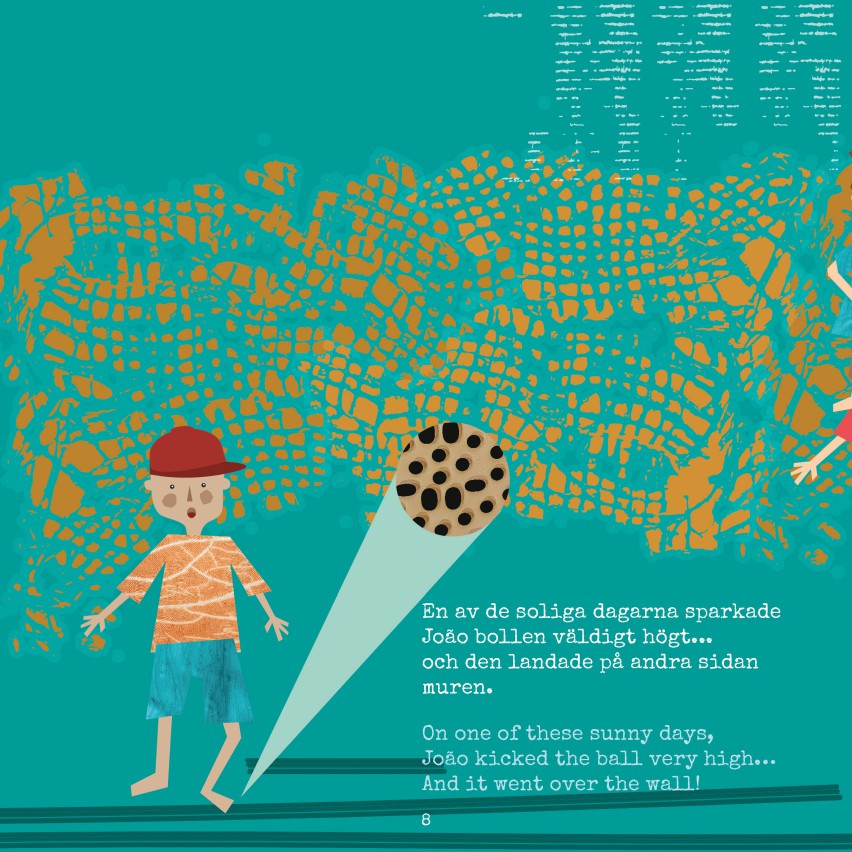 En av de soliga dagarna sparkade
João bollen väldigt högt...
och den landade på andra sidan
muren.
On one of these sunny days,
João kicked the ball very high...
And it went over the wall!
8